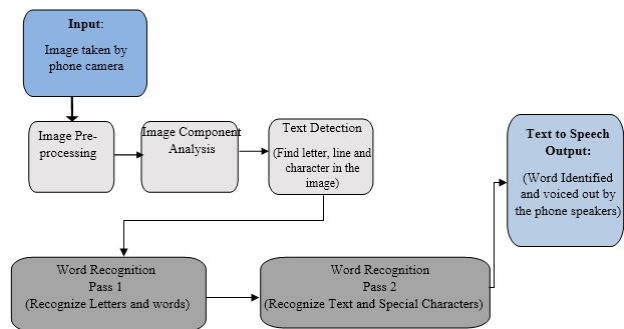 Input:
Image taken by
phone camera
Image Pre-
processing
Image Component
Analysis
Text Detection
(Find letter, line and
character in the
image)
Text to Speech
Output:
(Word Identified
and voiced out by
the phone speakers)
Word Recognition
Pass 1
(Recognize Letters and words)
Word Recognition
Pass 2
(Recognize Text and Special Characters)